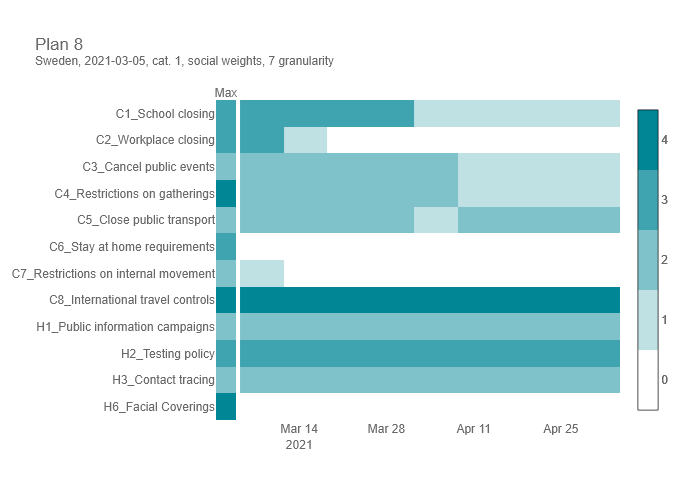 Plan 8
Sweden, 2021-03-05, cat. 1, social weights, 7 granularity
Max
C1_School closing
C2_Workplace closing
C3_Cancel public events
C4_Restrictions on gatherings
C5_Close public transport
C6_Stay at home requirements
C7_Restrictions on internal movement
C8_International travel controls
H1_Public information campaigns
H2_Testing policy
H3_Contact tracing
H6_Facial Coverings
4
3
2
1
0
Mar 14 Mar 28 Apr 11 Apr 25
2021